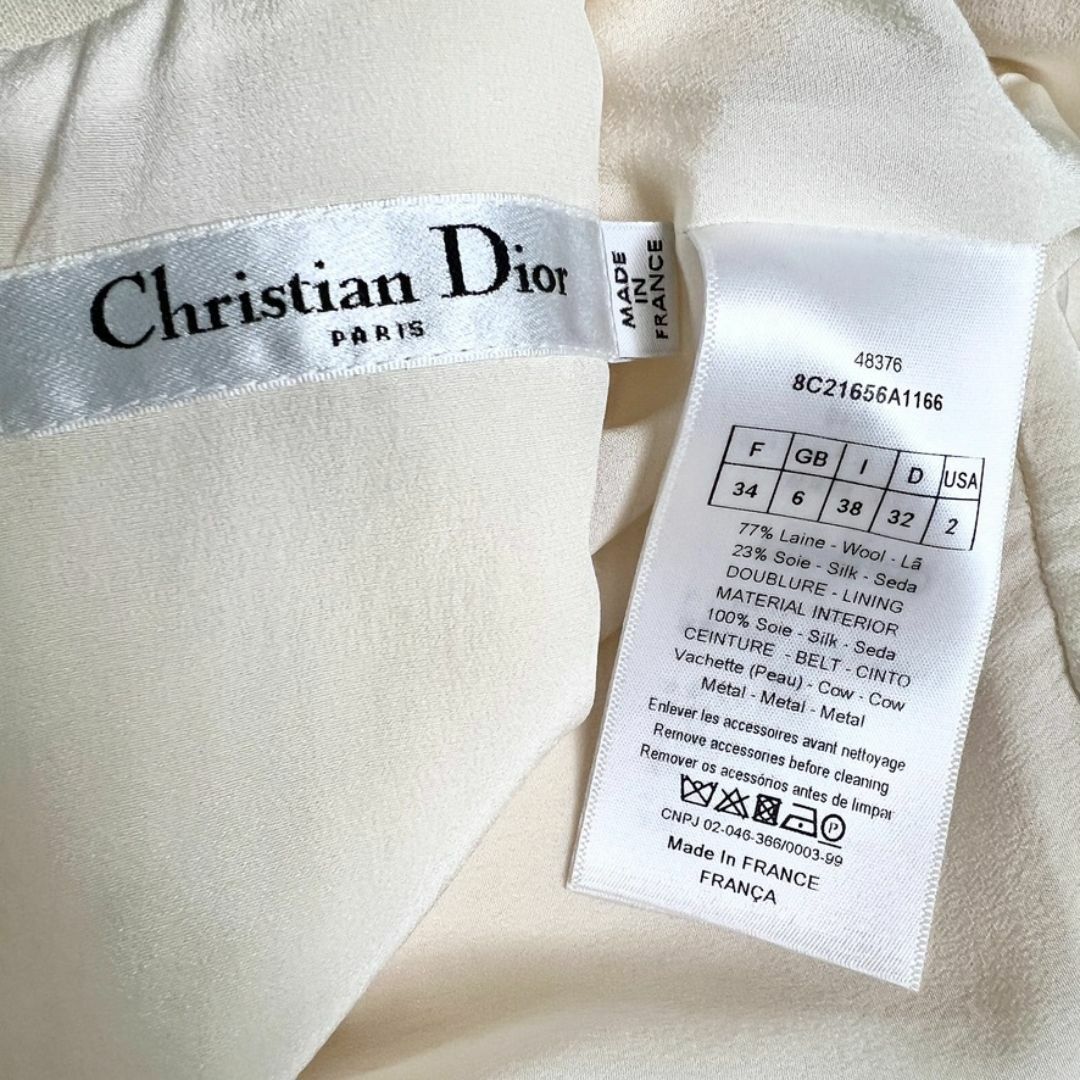 Christian Dior
PARIS
MADE
IN
FRANCE
48376
8C21656A1166
F GB I D USA
34 6 38 32 2
77% Laine - Wool - Lã
23% Soie - Silk - Seda
DOUBLURE - LINING
MATERIAL INTERIOR
100% Soie - Silk - Seda
CEINTURE - BELT - CINTO
Vachette (Peau) - Cow - Cow
Métal - Metal - Metal
Enlever les accessoires avant nettoyage
Remove accessories before cleaning
Remover os acessórios antes de limpar
P
CNPJ 02-046-366/0003-99
Made In FRANCE
FRANÇA